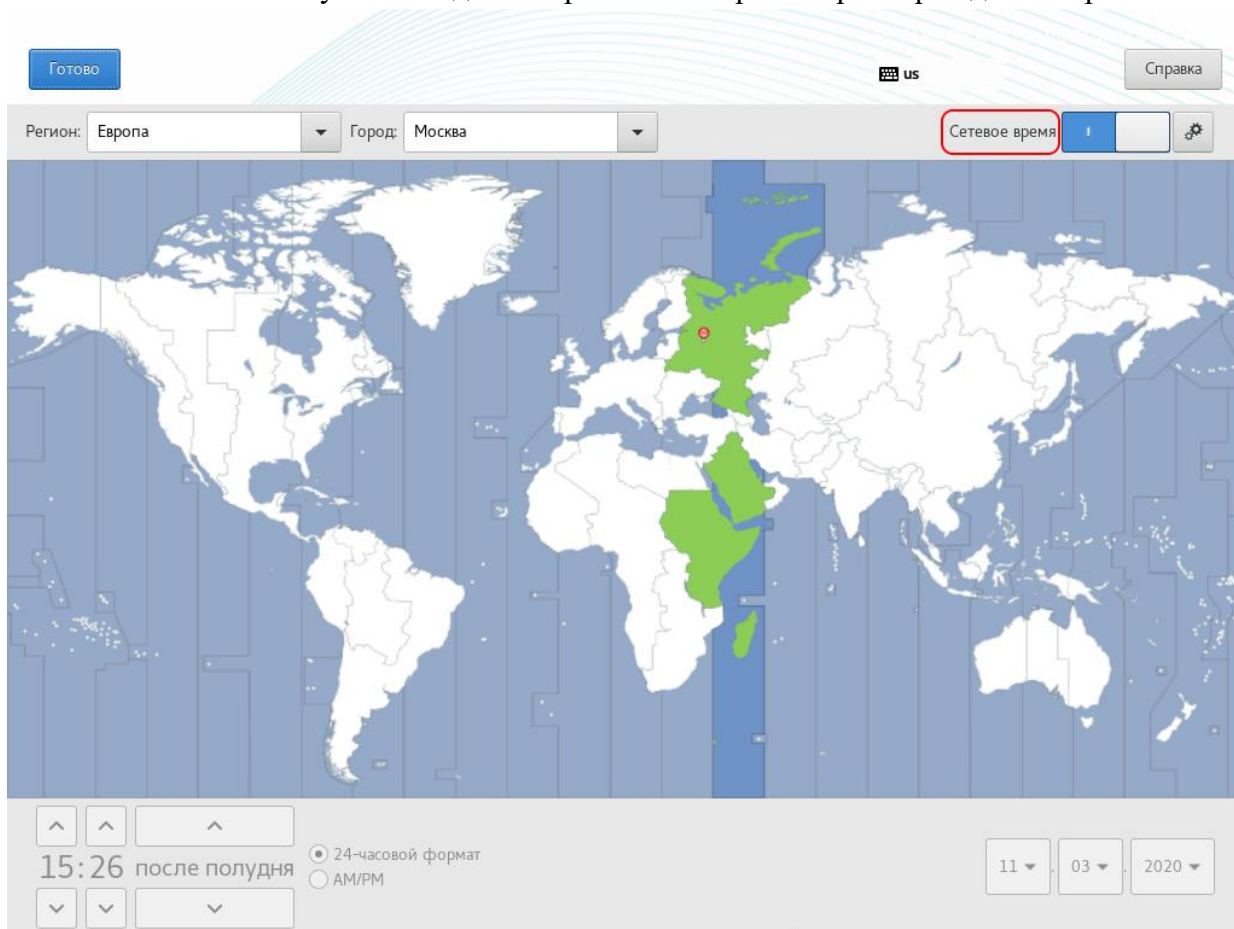 Готово
us
Справка
Регион: Европа Город: Москва Сетевое время
15:26 после полудня
24-часовой формат
AM/PM
11 . 03 . 2020